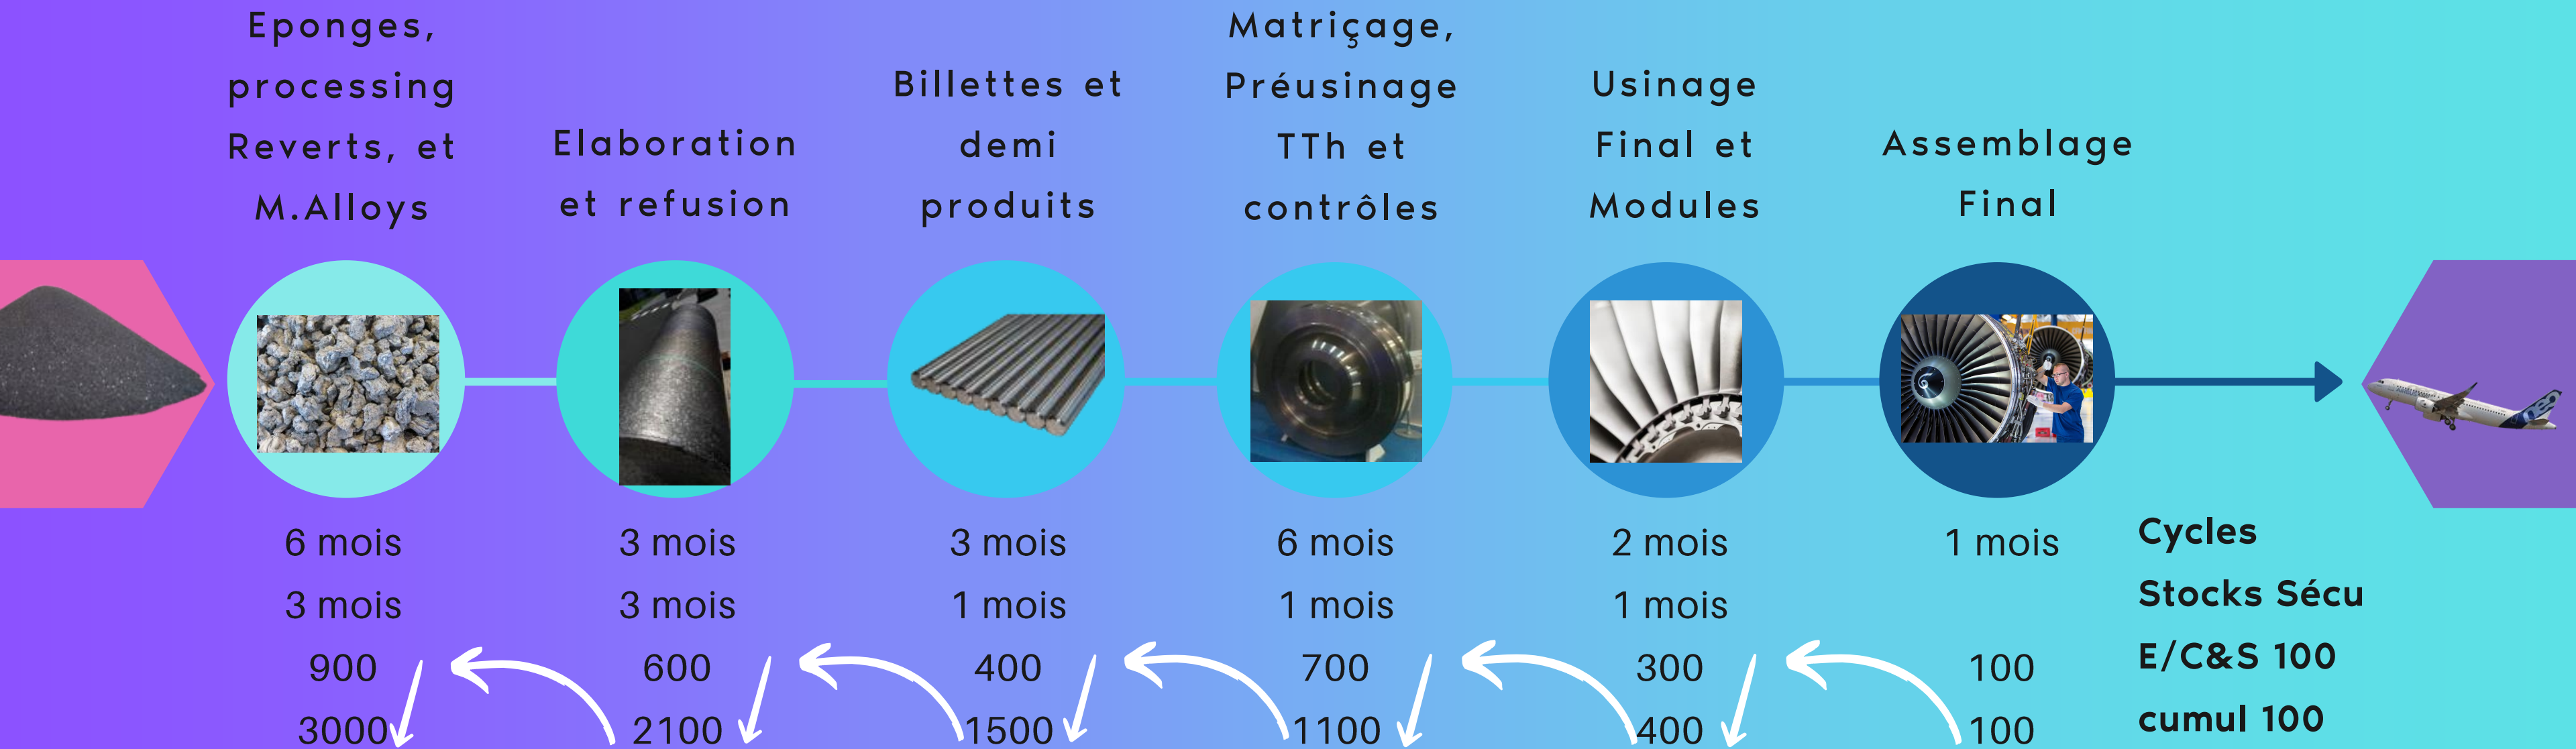 Eponges,
processing
Reverts, et
M.Alloys
Elaboration
et refusion
Billettes et
demi
produits
Matriçage,
Préusinage
TTh et
contrôles
Usinage
Final et
Modules
Assemblage
Final
6 mois 3 mois 3 mois 6 mois 2 mois 1 mois Cycles
3 mois 3 mois 1 mois 1 mois 1 mois Stocks Sécu
900 600 400 700 300 100 E/C&S 100
3000 2100 1500 1100 400 100 cumul 100